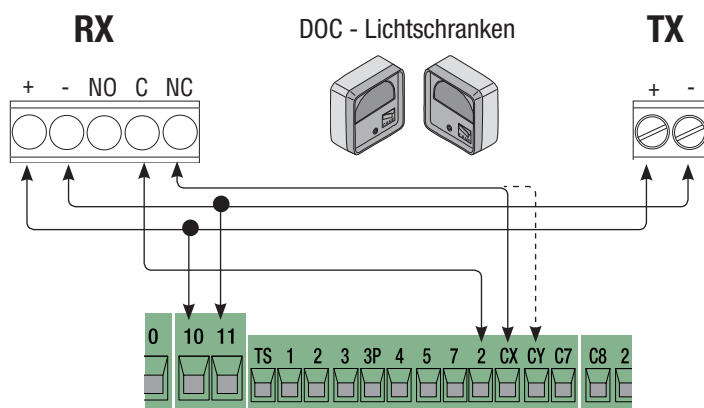 RX DOC - Lichtschranken TX
+ - NO C NC + -
0 10 11 TS 1 2 3 3P 4 5 7 2 CX CY C7 C8 2